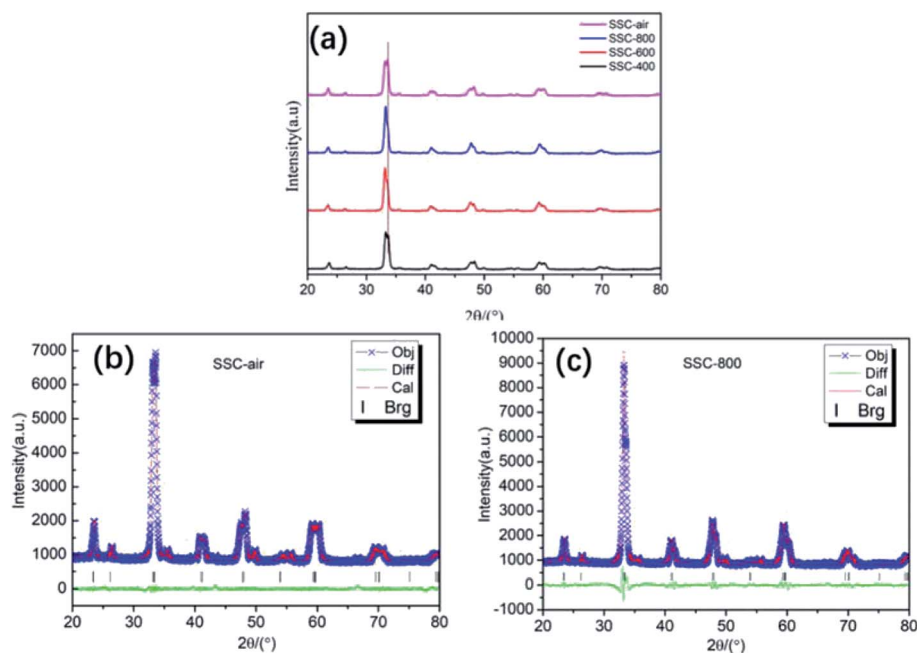 (a)
SSC-air
SSC-800
SSC-600
SSC-400
Intensity(a.u)
20 30 40 50 60 70 80
2θ/(°)
(b)
SSC-air
Obj
Diff
Cal
Brg
Intensity(a.u.)
7000
6000
5000
4000
3000
2000
1000
0
20 30 40 50 60 70 80
2θ/(°)
(c)
SSC-800
Obj
Diff
Cal
Brg
Intensity(a.u.)
10000
9000
8000
7000
6000
5000
4000
3000
2000
1000
0
-1000
20 30 40 50 60 70 80
2θ/(°)